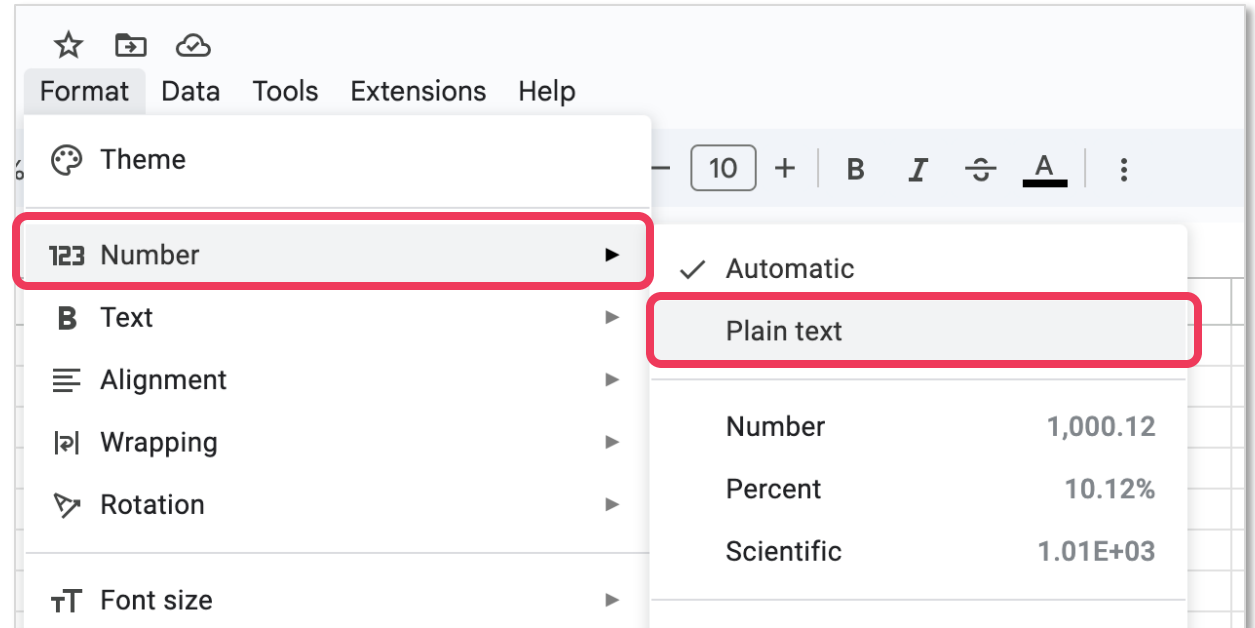 Format Data Tools Extensions Help
Theme
10 B I S A
123 Number
Automatic
B Text
Plain text
Alignment
Number 1,000.12
Wrapping
Percent 10.12%
Rotation
Scientific 1.01E+03
TT Font size